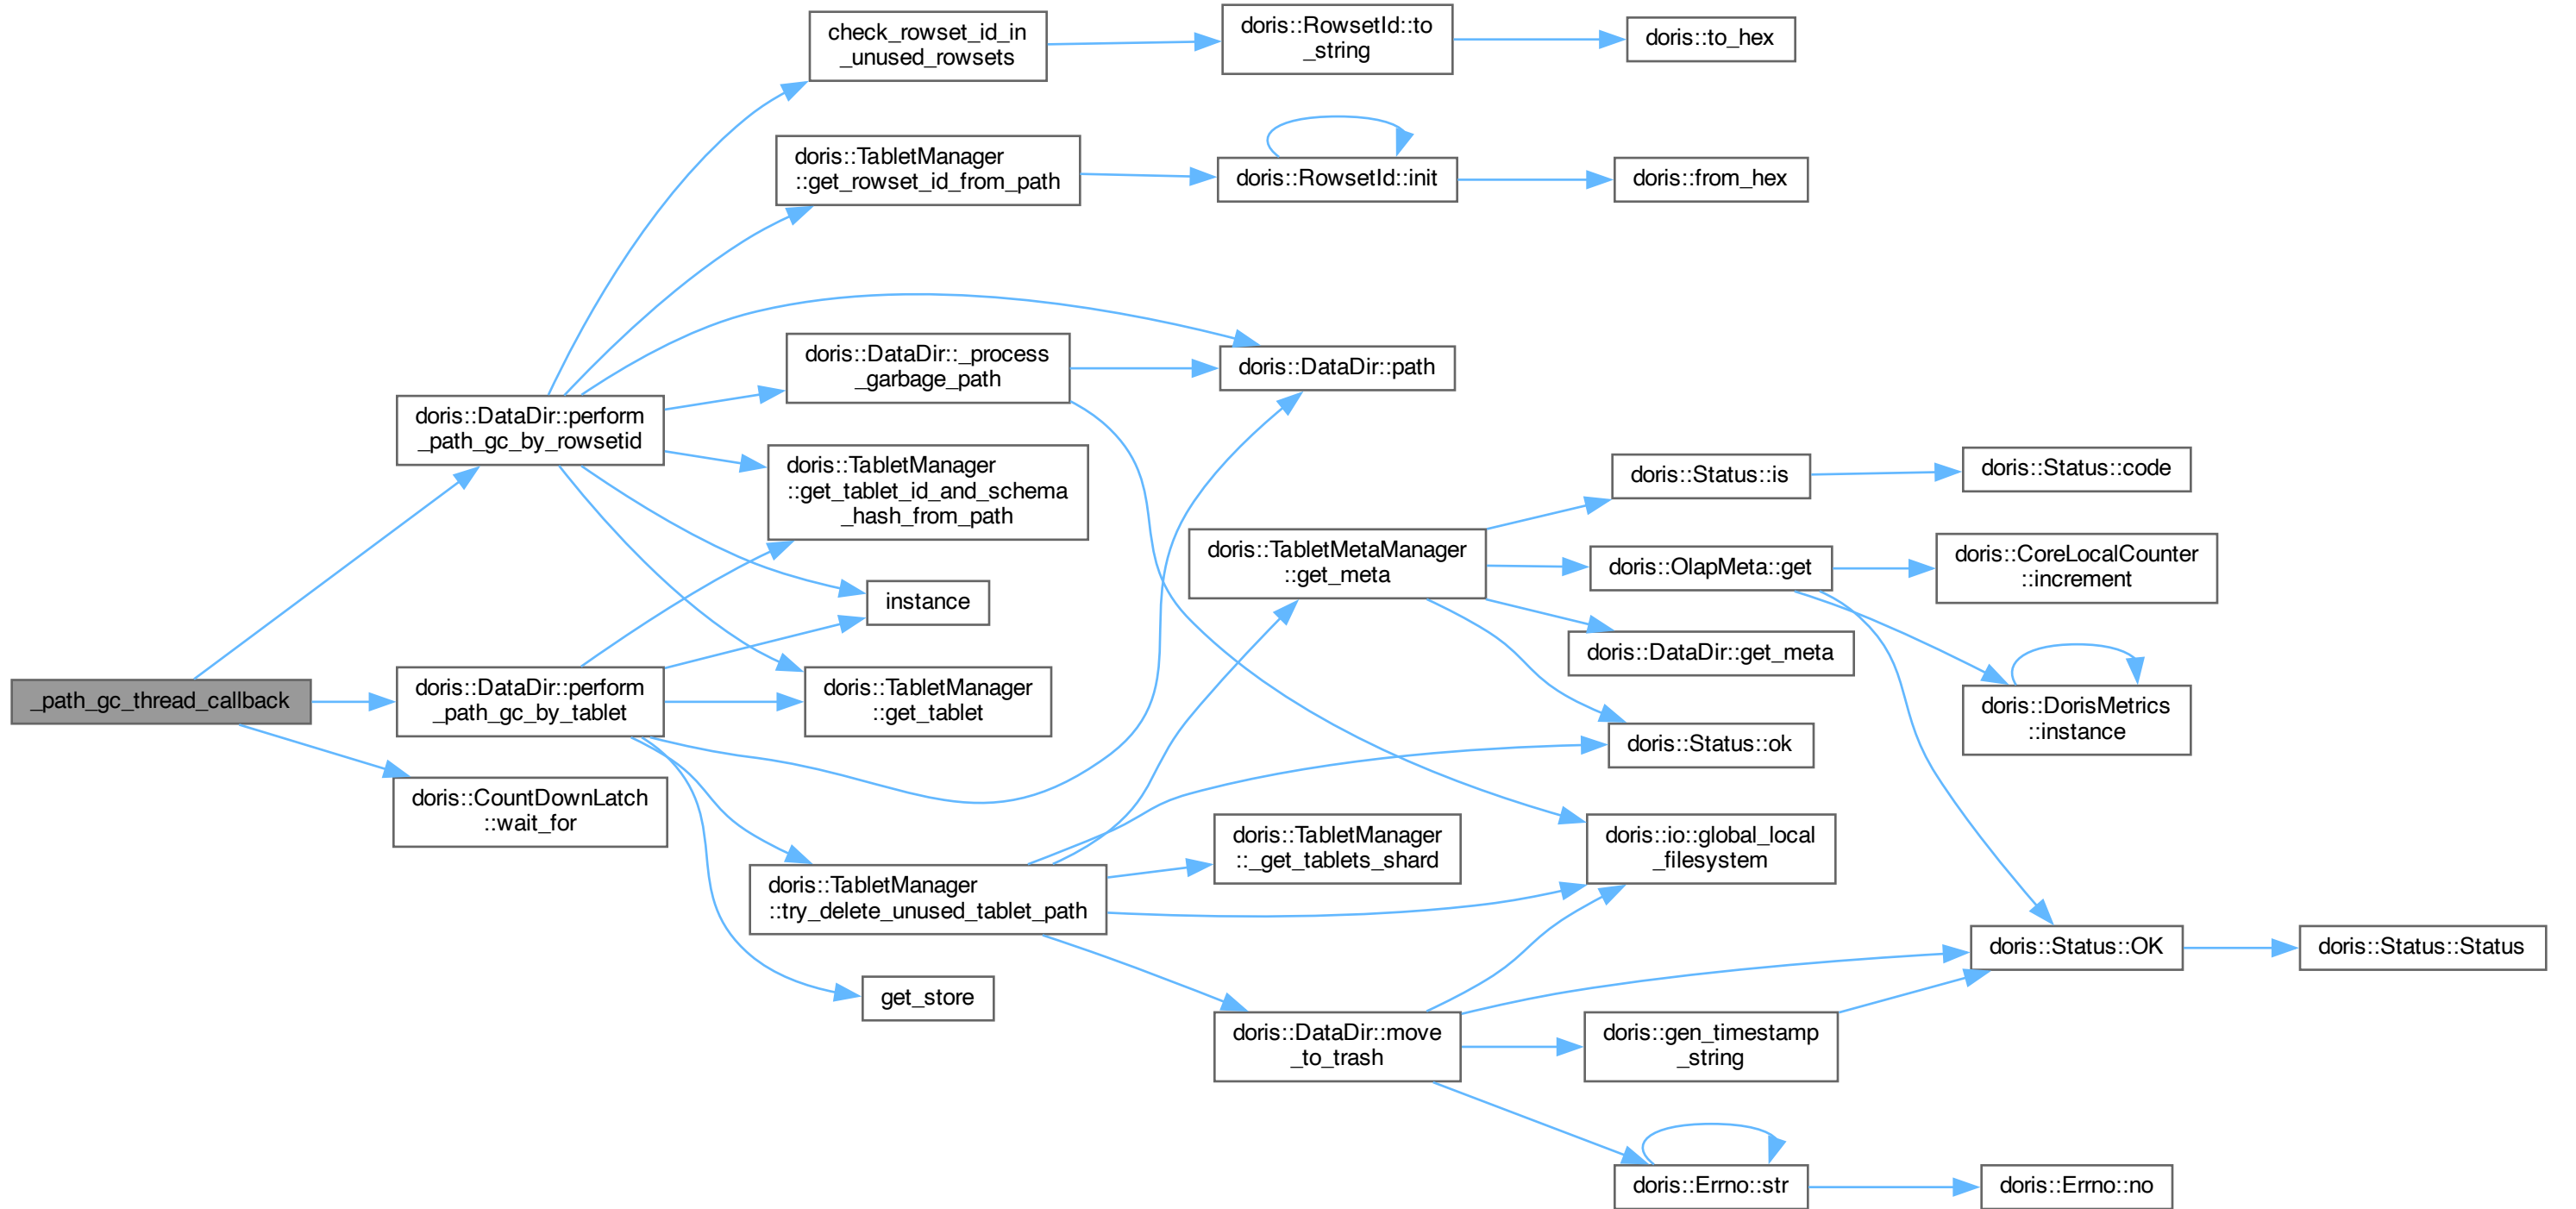 _path_gc_thread_callback
doris::DataDir::perform
_path_gc_by_rowsetid
doris::DataDir::perform
_path_gc_by_tablet
doris::CountDownLatch
::wait_for
check_rowset_id_in
_unused_rowsets
doris::TabletManager
::get_rowset_id_from_path
doris::DataDir::_process
_garbage_path
doris::TabletManager
::get_tablet_id_and_schema
_hash_from_path
instance
doris::TabletManager
::get_tablet
doris::TabletManager
::try_delete_unused_tablet_path
get_store
doris::RowsetId::to
_string
doris::RowsetId::init
doris::DataDir::path
doris::TabletMetaManager
::get_meta
doris::TabletManager
::_get_tablets_shard
doris::DataDir::move
_to_trash
doris::to_hex
doris::from_hex
doris::Status::is
doris::OlapMeta::get
doris::DataDir::get_meta
doris::Status::ok
doris::io::global_local
_filesystem
doris::gen_timestamp
_string
doris::Errno::str
doris::Status::code
doris::CoreLocalCounter
::increment
doris::DorisMetrics
::instance
doris::Status::OK
doris::Errno::no
doris::Status::Status